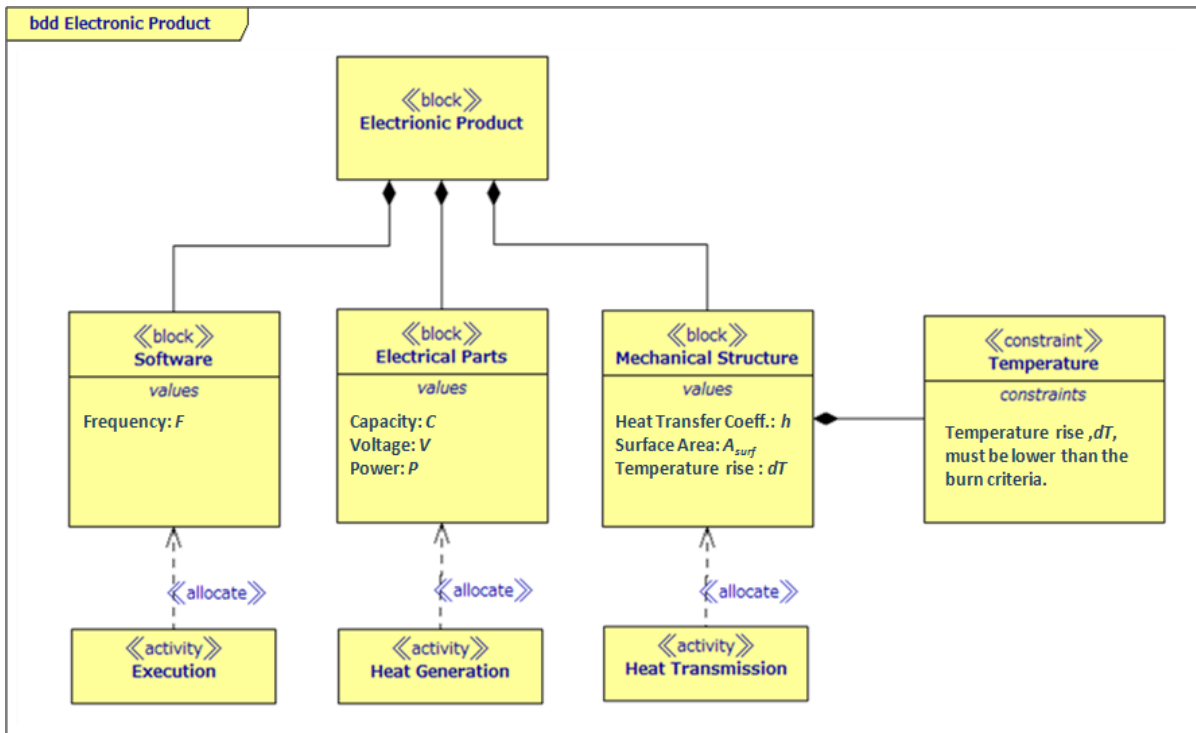 bdd Electronic Product
≪block≫
Electrionic Product
≪block≫
Software
values
Frequency: F
≪block≫
Electrical Parts
values
Capacity: C
Voltage: V
Power: P
≪block≫
Mechanical Structure
values
Heat Transfer Coeff.: h
Surface Area: Asurf
Temperature rise : dT
≪constraint≫
Temperature
constraints
Temperature rise ,dT,
must be lower than the
burn criteria.
≪allocate≫
≪allocate≫
≪allocate≫
≪activity≫
Execution
≪activity≫
Heat Generation
≪activity≫
Heat Transmission